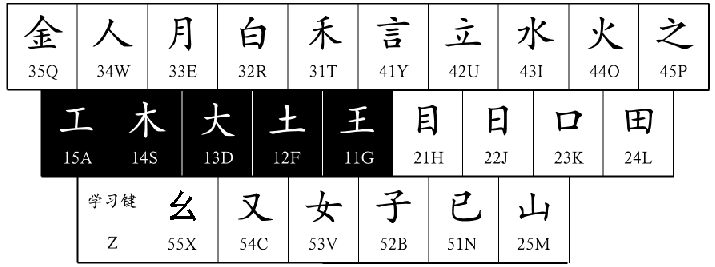 金 人 月 白 禾 言 立 水 火 之
35Q 34W 33E 32R 31T 41Y 42U 43I 44O 45P
工 木 大 土 王 目 日 口 田
15A 14S 13D 12F 11G 21H 22J 23K 24L
学习键 幺 又 女 子 已 山
Z 55X 54C 53V 52B 51N 25M